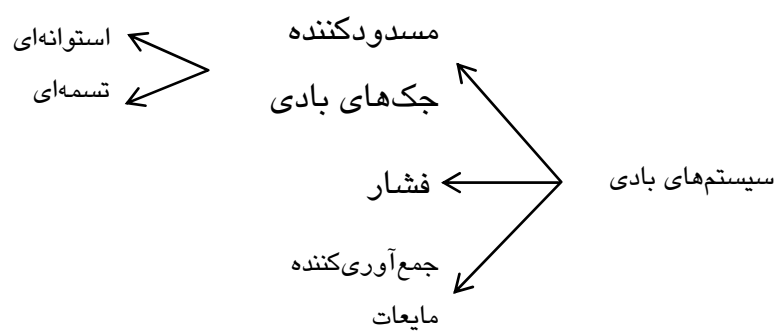 سیستم‌های بادی
مسدودکننده
جک‌های بادی
استوانه‌ای
تسمه‌ای
فشار
جمع‌آوری‌کننده
مایعات